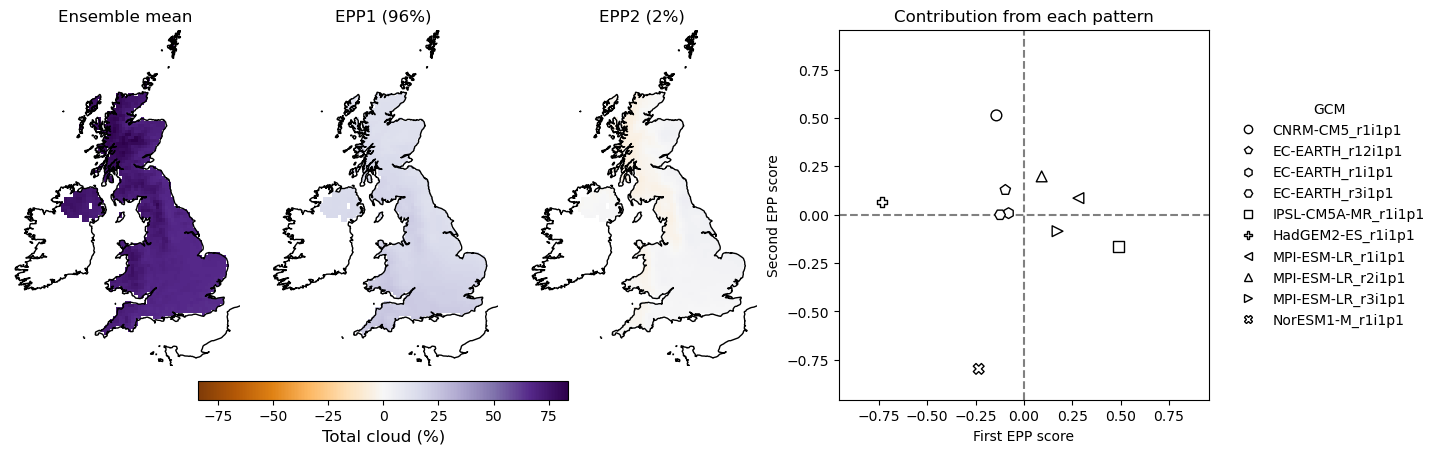 Ensemble mean
EPP1 (96%)
EPP2 (2%)
−75 −50 −25 0 25 50 75
Total cloud (%)
Contribution from each pattern
Second EPP score
0.75
0.50
0.25
0.00
−0.25
−0.50
−0.75
−0.75 −0.50 −0.25 0.00 0.25 0.50 0.75
First EPP score
GCM
CNRM-CM5_r1i1p1
EC-EARTH_r12i1p1
EC-EARTH_r1i1p1
EC-EARTH_r3i1p1
IPSL-CM5A-MR_r1i1p1
HadGEM2-ES_r1i1p1
MPI-ESM-LR_r1i1p1
MPI-ESM-LR_r2i1p1
MPI-ESM-LR_r3i1p1
NorESM1-M_r1i1p1